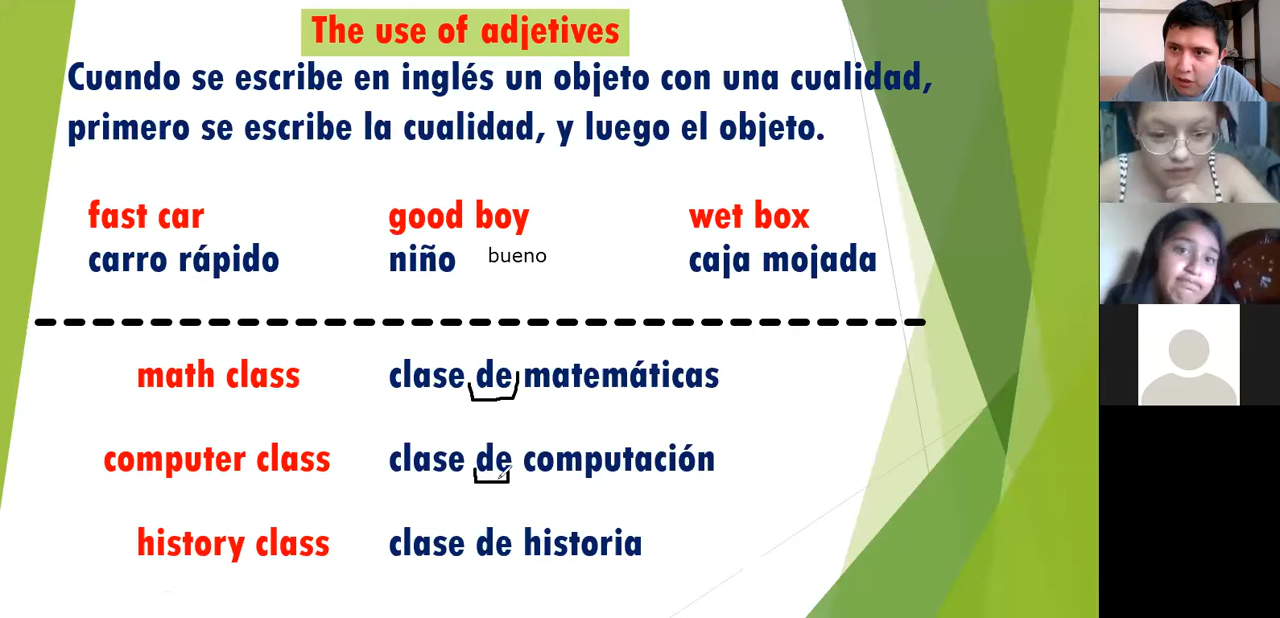 The use of adjetives
Cuando se escribe en inglés un objeto con una cualidad,
primero se escribe la cualidad, y luego el objeto.
fast car good boy wet box
carro rápido niño bueno caja mojada
math class clase de matemáticas
computer class clase de computación
history class clase de historia